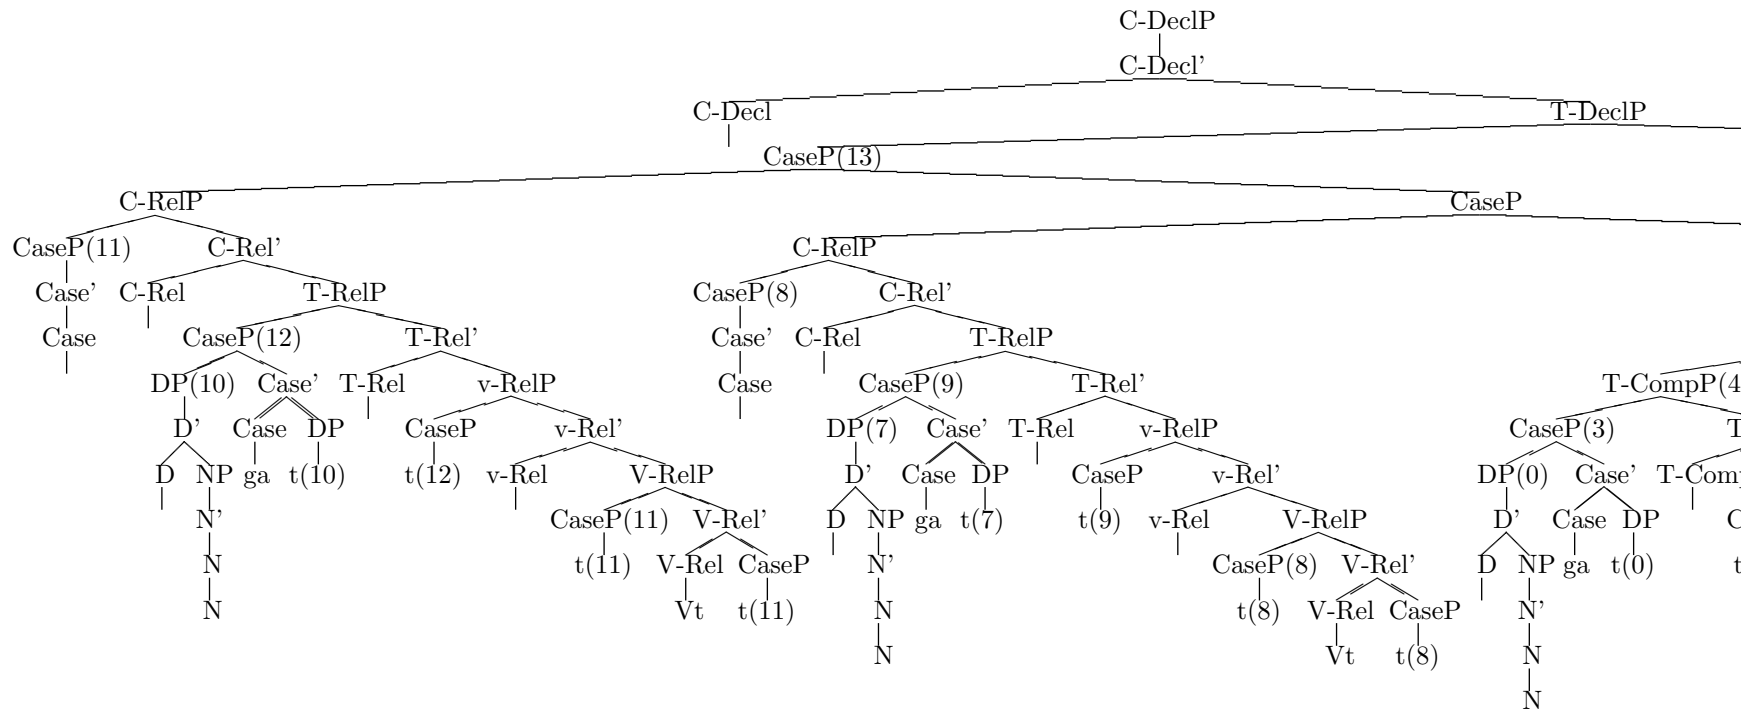 C-DeclP
C-Decl’
C-Decl T-DeclP
CaseP(13)
C-RelP CaseP
CaseP(11) C-Rel’ C-RelP
Case’ C-Rel T-RelP CaseP(8) C-Rel’
Case CaseP(12) T-Rel’ Case’ C-Rel T-RelP
DP(10) Case’ T-Rel v-RelP Case CaseP(9) T-Rel’ T-CompP(4
D’ Case DP CaseP v-Rel’ DP(7) Case’ T-Rel v-RelP CaseP(3) T
D NP ga t(10) t(12) v-Rel V-RelP D’ Case DP CaseP v-Rel’ DP(0) Case’ T-Comp
N’ CaseP(11) V-Rel’ D NP ga t(7) t(9) v-Rel V-RelP D’ Case DP
N t(11) V-Rel CaseP N’ CaseP(8) V-Rel’ D NP ga t(0) t
N Vt t(11) N t(8) V-Rel CaseP N’
N Vt t(8) N
N